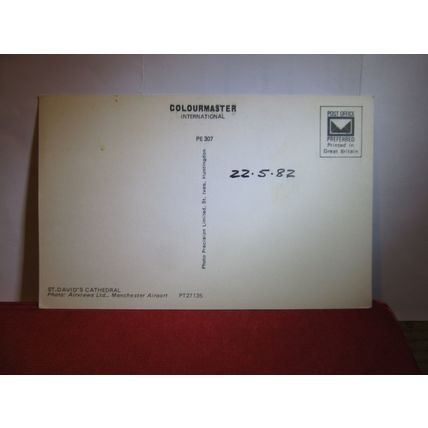 COLOURMASTER
INTERNATIONAL
POST OFFICE
PREFERRED
Printed in
Great Britain
PE 307
Photo Precision Limited, St. Ives, Huntingdon
22·5·82
ST. DAVID'S CATHEDRAL
Photo: Airviews Ltd., Manchester Airport PT27135